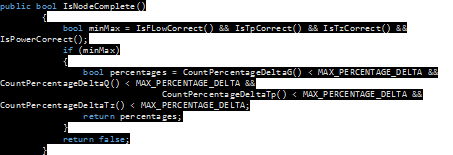 public bool IsNodeComplete()
{
bool minMax = IsFLowCorrect() && IsTpCorrect() && IsTzCorrect() &&
IsPowerCorrect();
if (minMax)
{
bool percentages = CountPercentageDeltaG() < MAX_PERCENTAGE_DELTA &&
CountPercentageDeltaQ() < MAX_PERCENTAGE_DELTA &&
CountPercentageDeltaTp() < MAX_PERCENTAGE_DELTA &&
CountPercentageDeltaTz() < MAX_PERCENTAGE_DELTA;
return percentages;
}
return false;
}